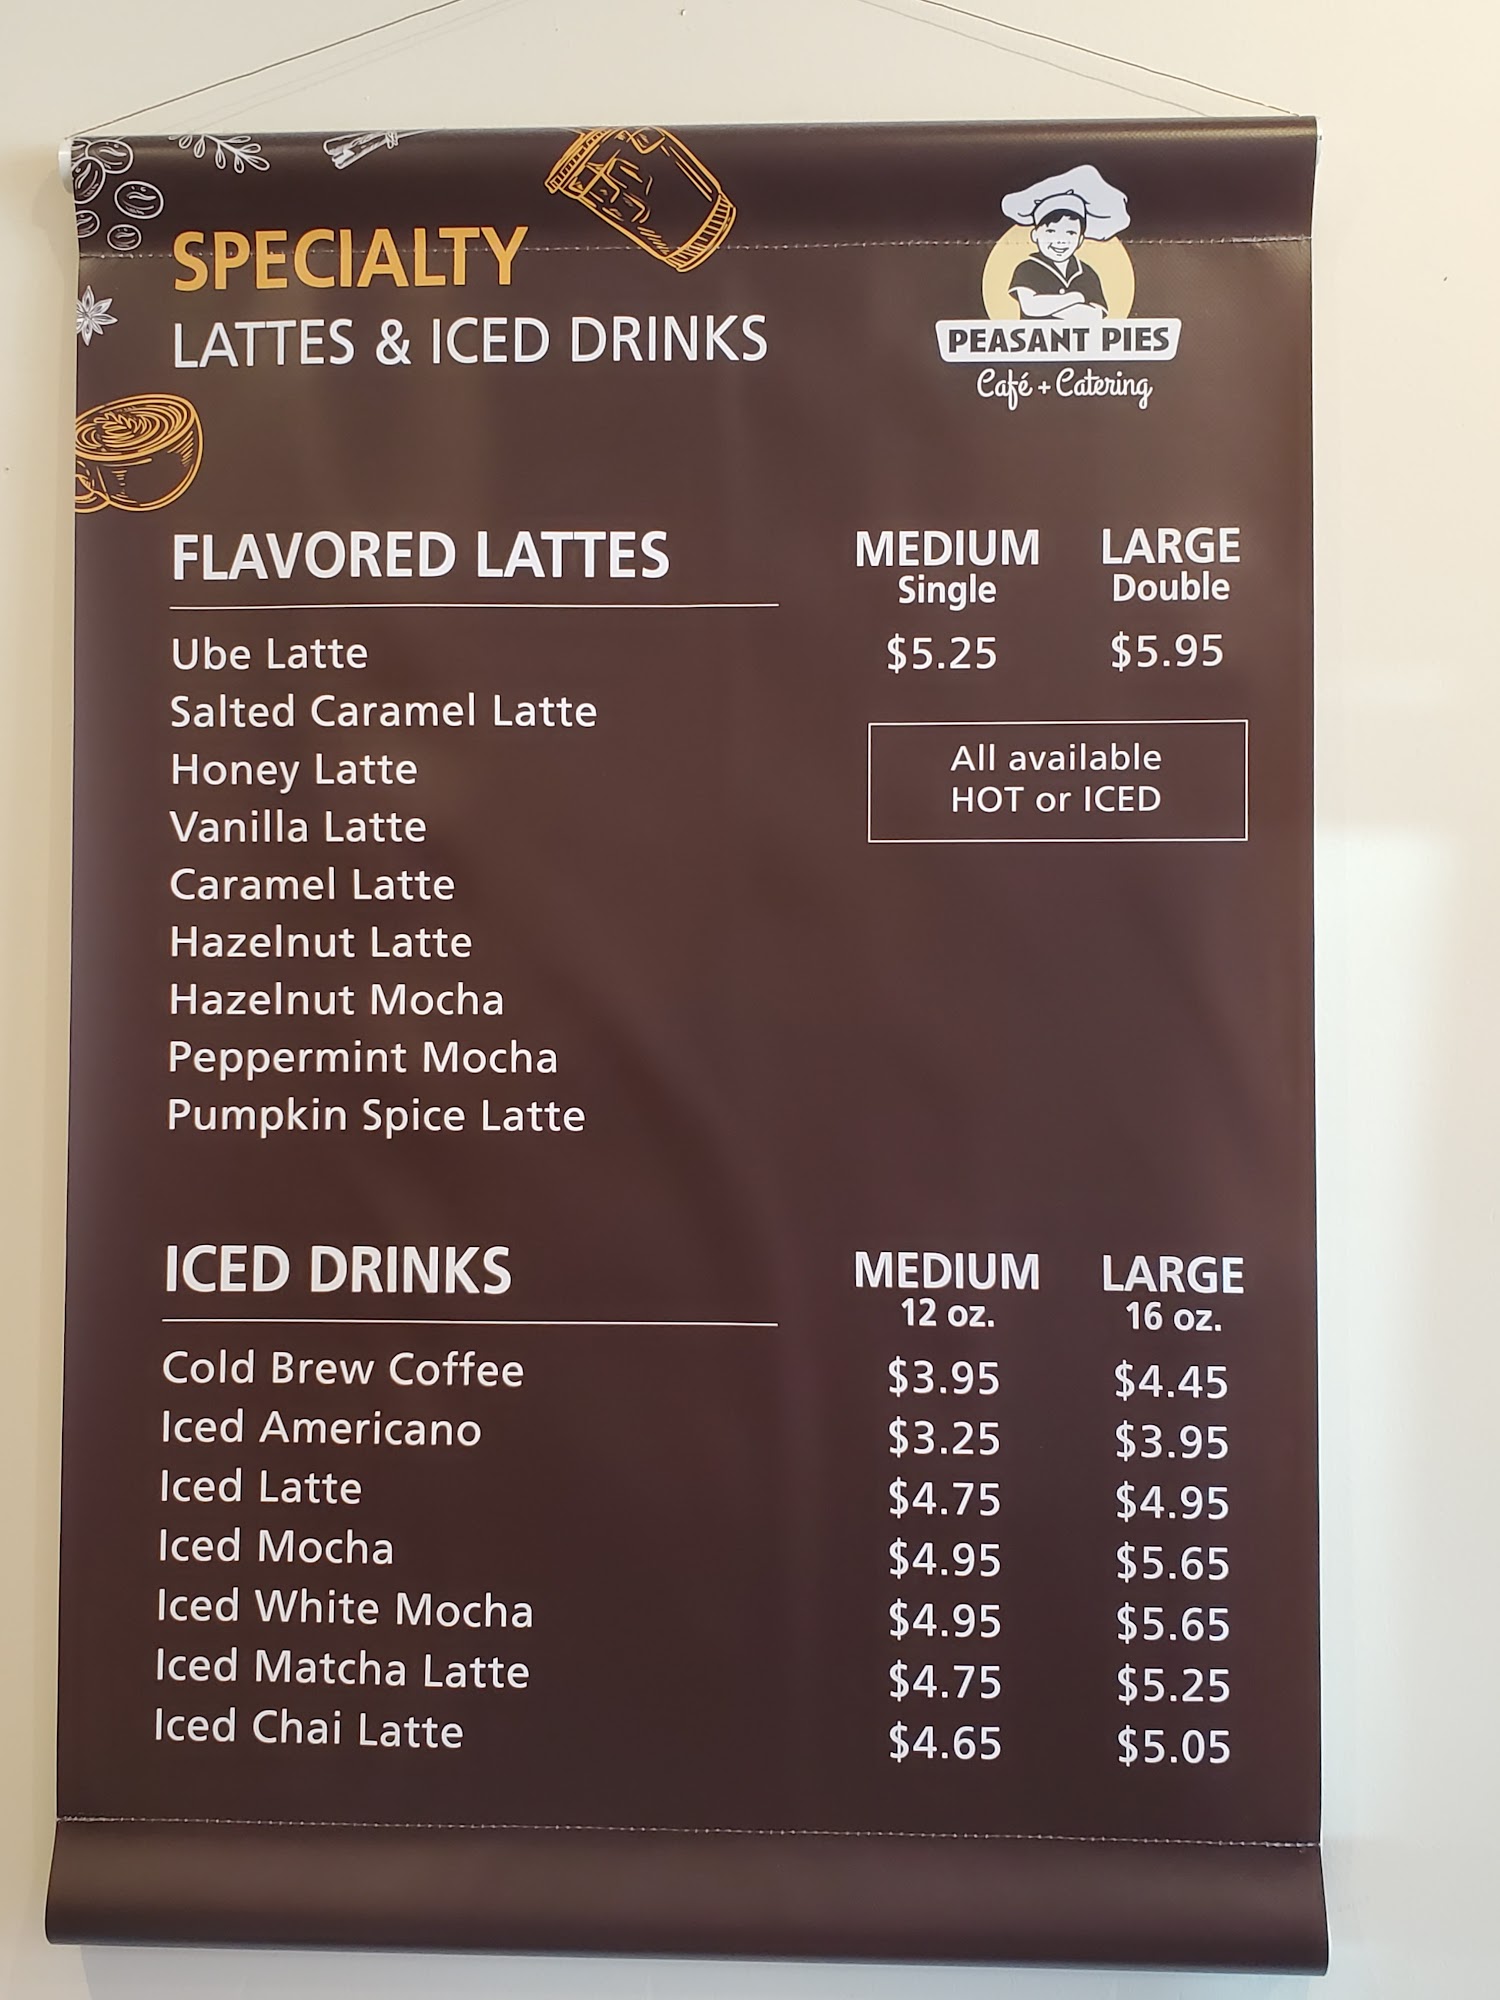 SPECIALTY
LATTES & ICED DRINKS
PEASANT PIES
Café + Catering
FLAVORED LATTES
MEDIUM LARGE
Single Double
Ube Latte $5.25 $5.95
Salted Caramel Latte
Honey Latte
Vanilla Latte
Caramel Latte
Hazelnut Latte
Hazelnut Mocha
Peppermint Mocha
Pumpkin Spice Latte
All available
HOT or ICED
ICED DRINKS
MEDIUM LARGE
12 oz. 16 oz.
Cold Brew Coffee $3.95 $4.45
Iced Americano $3.25 $3.95
Iced Latte $4.75 $4.95
Iced Mocha $4.95 $5.65
Iced White Mocha $4.95 $5.65
Iced Matcha Latte $4.75 $5.25
Iced Chai Latte $4.65 $5.05